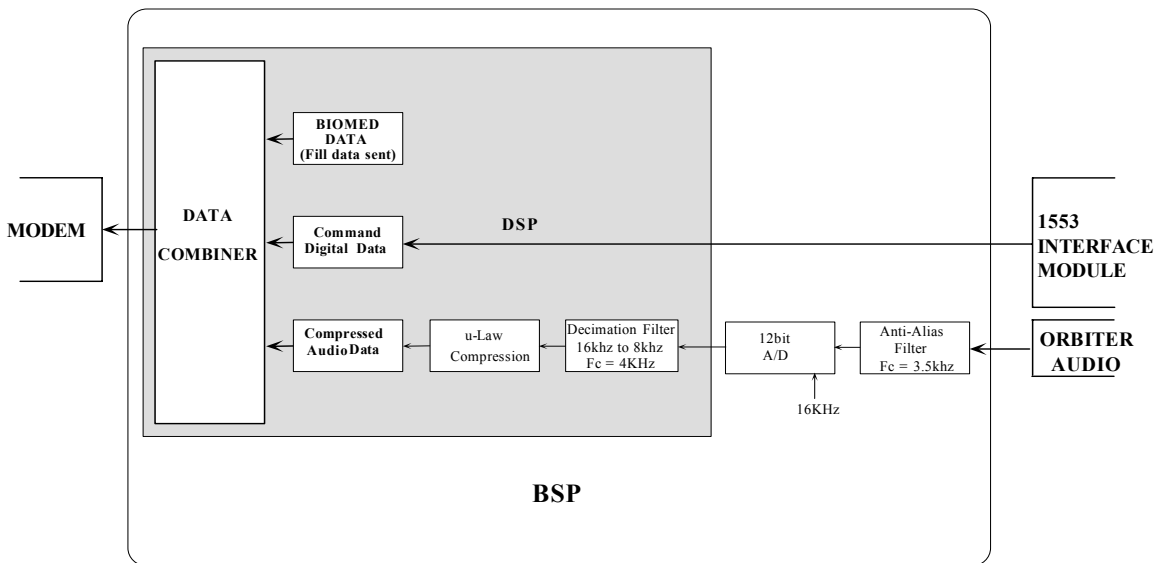 BIOMED
DATA
(Fill data sent)
MODEM
DATA
COMBINER
Command
Digital Data
DSP
1553
INTERFACE
MODULE
Compressed
AudioData
u-Law
Compression
Decimation Filter
16khz to 8khz
Fc = 4KHz
12bit
A/D
16KHz
Anti-Alias
Filter
Fc = 3.5khz
ORBITER
AUDIO
BSP